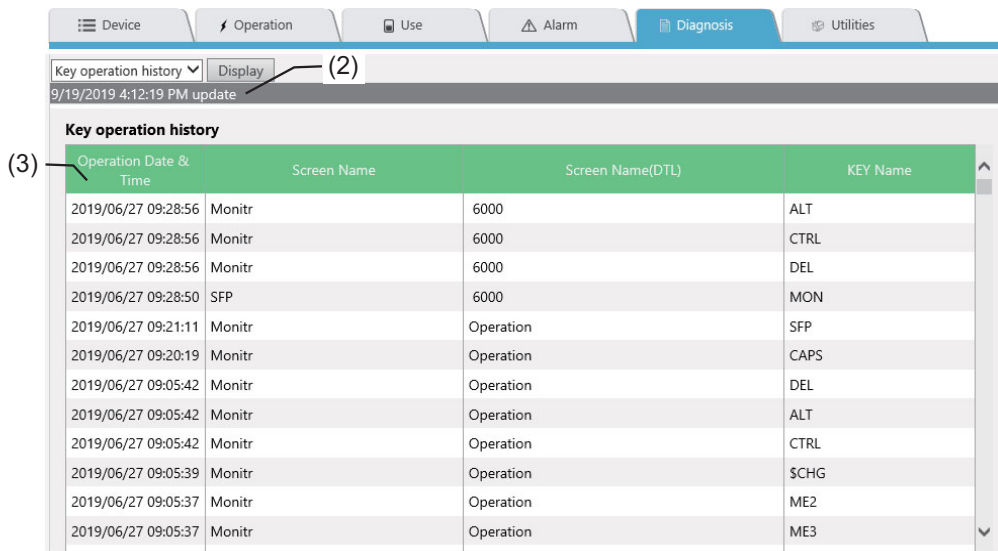 Device Operation Use Alarm Diagnosis Utilities
Key operation history Display (2)
9/19/2019 4:12:19 PM update
Key operation history
(3)
Operation Date & Time Screen Name Screen Name(DTL) KEY Name
2019/06/27 09:28:56 Monitr 6000 ALT
2019/06/27 09:28:56 Monitr 6000 CTRL
2019/06/27 09:28:56 Monitr 6000 DEL
2019/06/27 09:28:50 SFP 6000 MON
2019/06/27 09:21:11 Monitr Operation SFP
2019/06/27 09:20:19 Monitr Operation CAPS
2019/06/27 09:05:42 Monitr Operation DEL
2019/06/27 09:05:42 Monitr Operation ALT
2019/06/27 09:05:42 Monitr Operation CTRL
2019/06/27 09:05:39 Monitr Operation $CHG
2019/06/27 09:05:37 Monitr Operation ME2
2019/06/27 09:05:37 Monitr Operation ME3